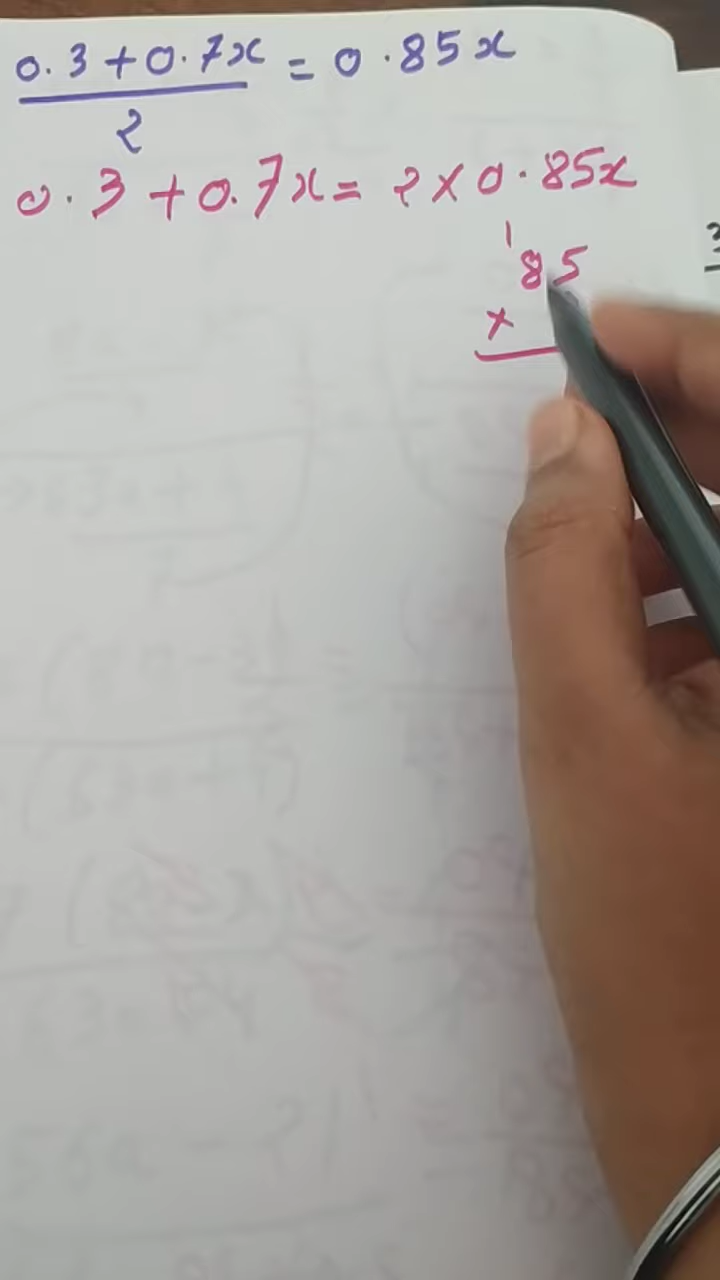 0.3+0.7x = 0.85x
2
0.3+0.7x = 2×0.85x
1
85
×